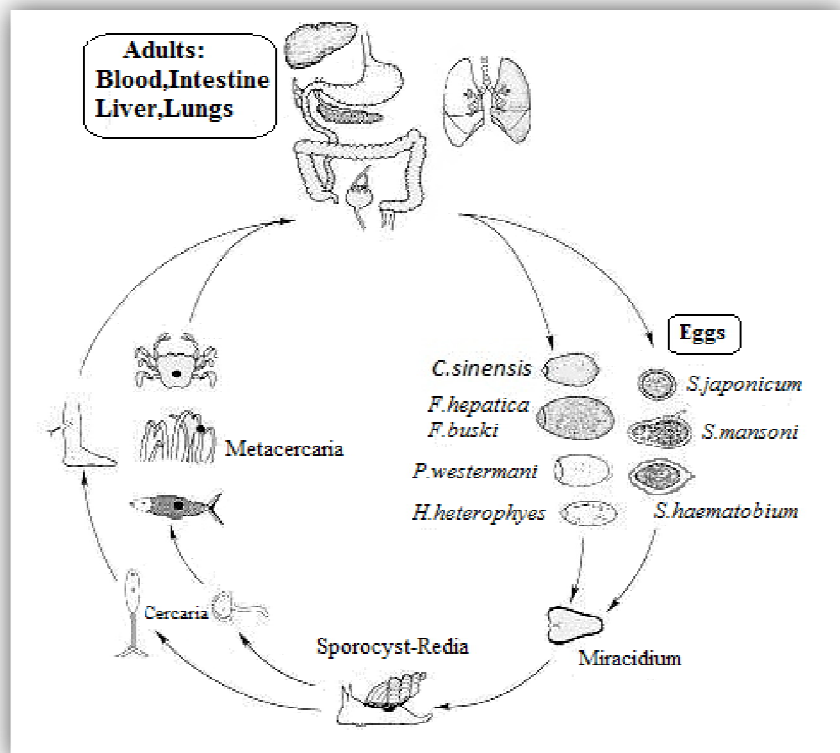 Adults:
Blood,Intestine
Liver,Lungs
Eggs
C.sinensis
S.japonicum
F.hepatica
F.buski
S.mansoni
Metacercaria
P.westermani
H.heterophyes
S.haematobium
Cercaria
Sporocyst-Redia
Miracidium